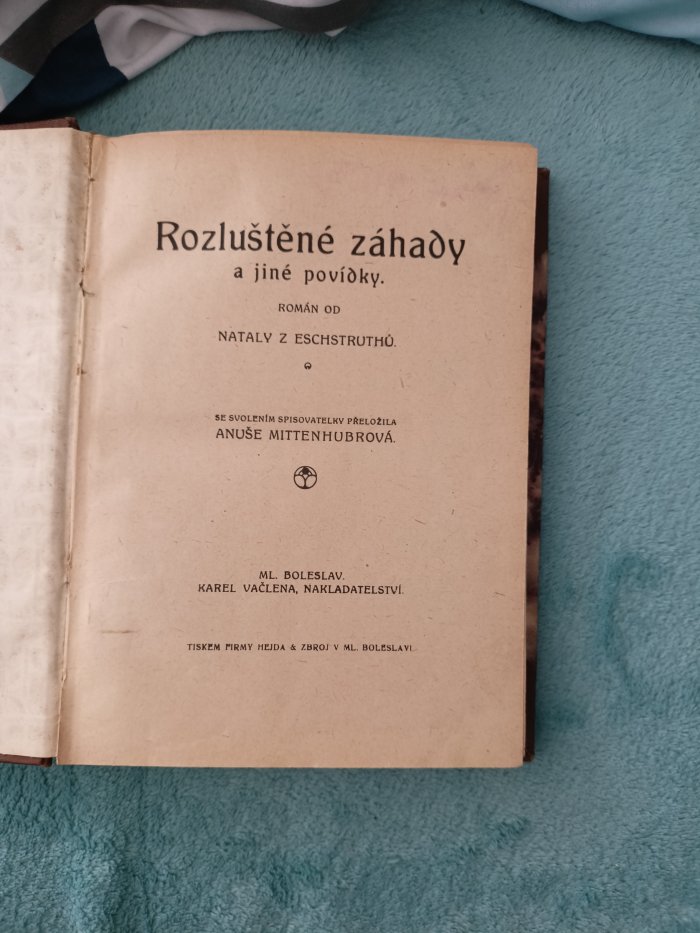 Rozluštěné záhady
a jiné povídky.
ROMÁN OD
NATALY Z ESCHSTRUTHŮ.
SE SVOLENÍM SPISOVATELKY PŘELOŽILA
ANUŠE MITTENHUBROVÁ.
ML. BOLESLAV.
KAREL VAČLENA, NAKLADATELSTVÍ.
TISKEM FIRMY HEJDA & ZBROJ V ML. BOLESLAVI.